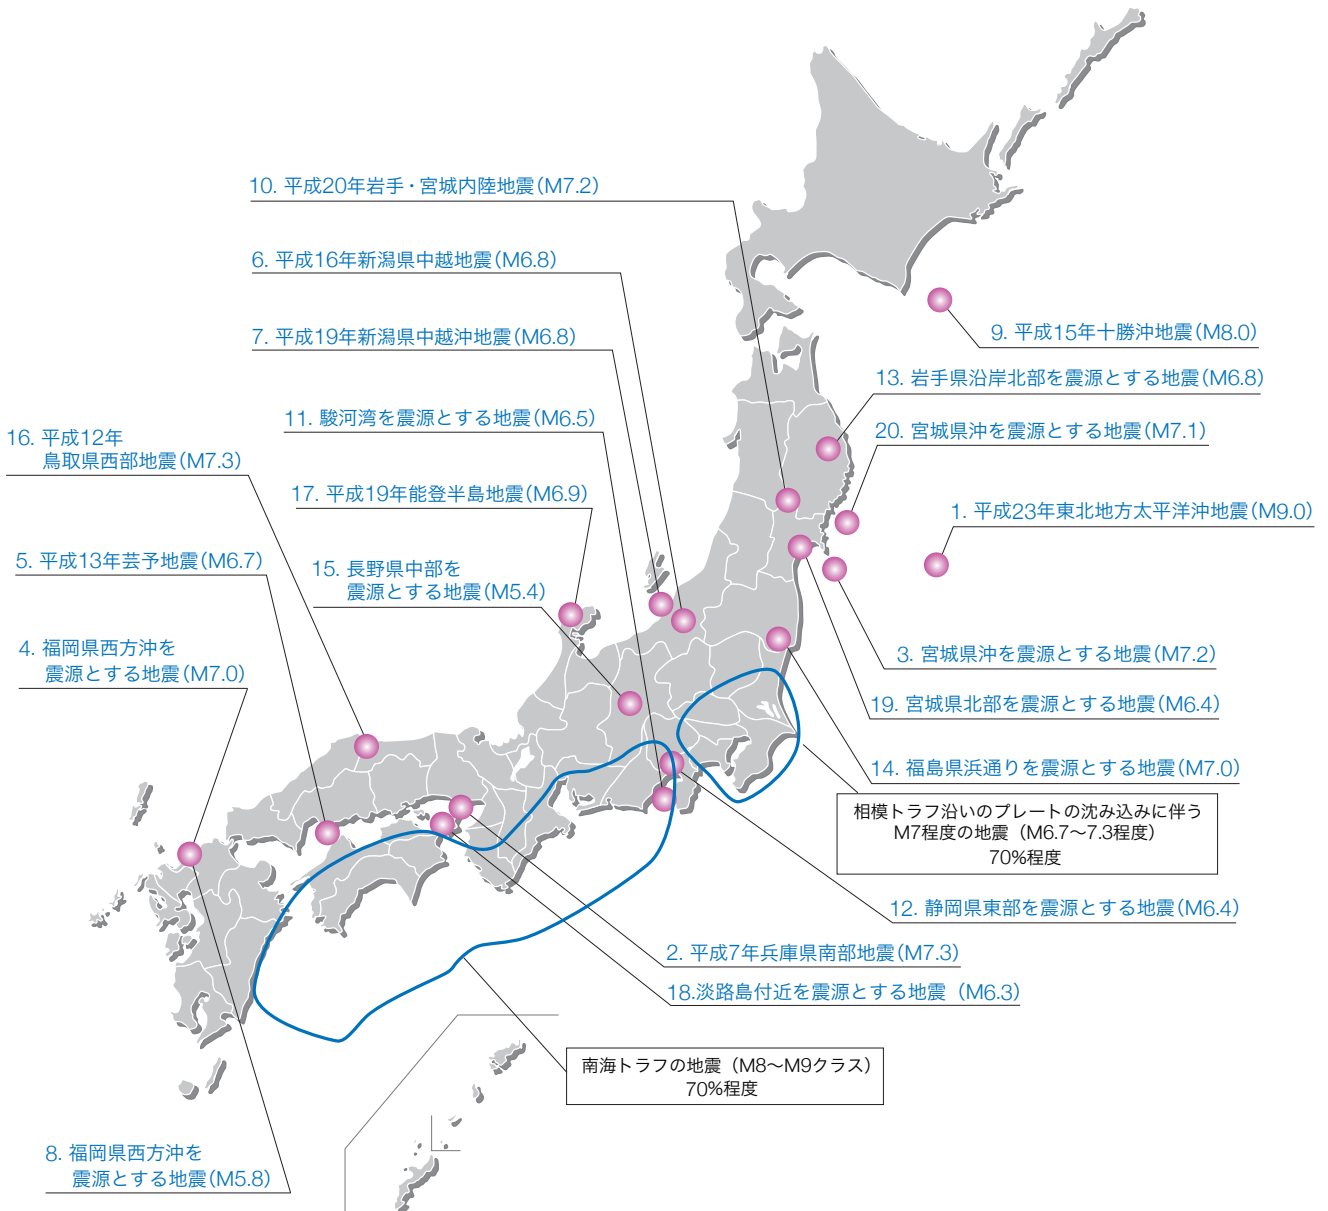 10. 平成20年岩手・宮城内陸地震(M7.2)
6. 平成16年新潟県中越地震(M6.8)
7. 平成19年新潟県中越沖地震(M6.8)
9. 平成15年十勝沖地震(M8.0)
13. 岩手県沿岸北部を震源とする地震(M6.8)
11. 駿河湾を震源とする地震(M6.5)
20. 宮城県沖を震源とする地震(M7.1)
16. 平成12年
鳥取県西部地震(M7.3)
17. 平成19年能登半島地震(M6.9)
1. 平成23年東北地方太平洋沖地震(M9.0)
5. 平成13年芸予地震(M6.7)
15. 長野県中部を
震源とする地震(M5.4)
4. 福岡県西方沖を
震源とする地震(M7.0)
3. 宮城県沖を震源とする地震(M7.2)
19. 宮城県北部を震源とする地震(M6.4)
14. 福島県浜通りを震源とする地震(M7.0)
相模トラフ沿いのプレートの沈み込みに伴う
M7程度の地震（M6.7〜7.3程度）
70%程度
12. 静岡県東部を震源とする地震(M6.4)
2. 平成7年兵庫県南部地震(M7.3)
18.淡路島付近を震源とする地震（M6.3)
南海トラフの地震（M8〜M9クラス）
70%程度
8. 福岡県西方沖を
震源とする地震(M5.8)